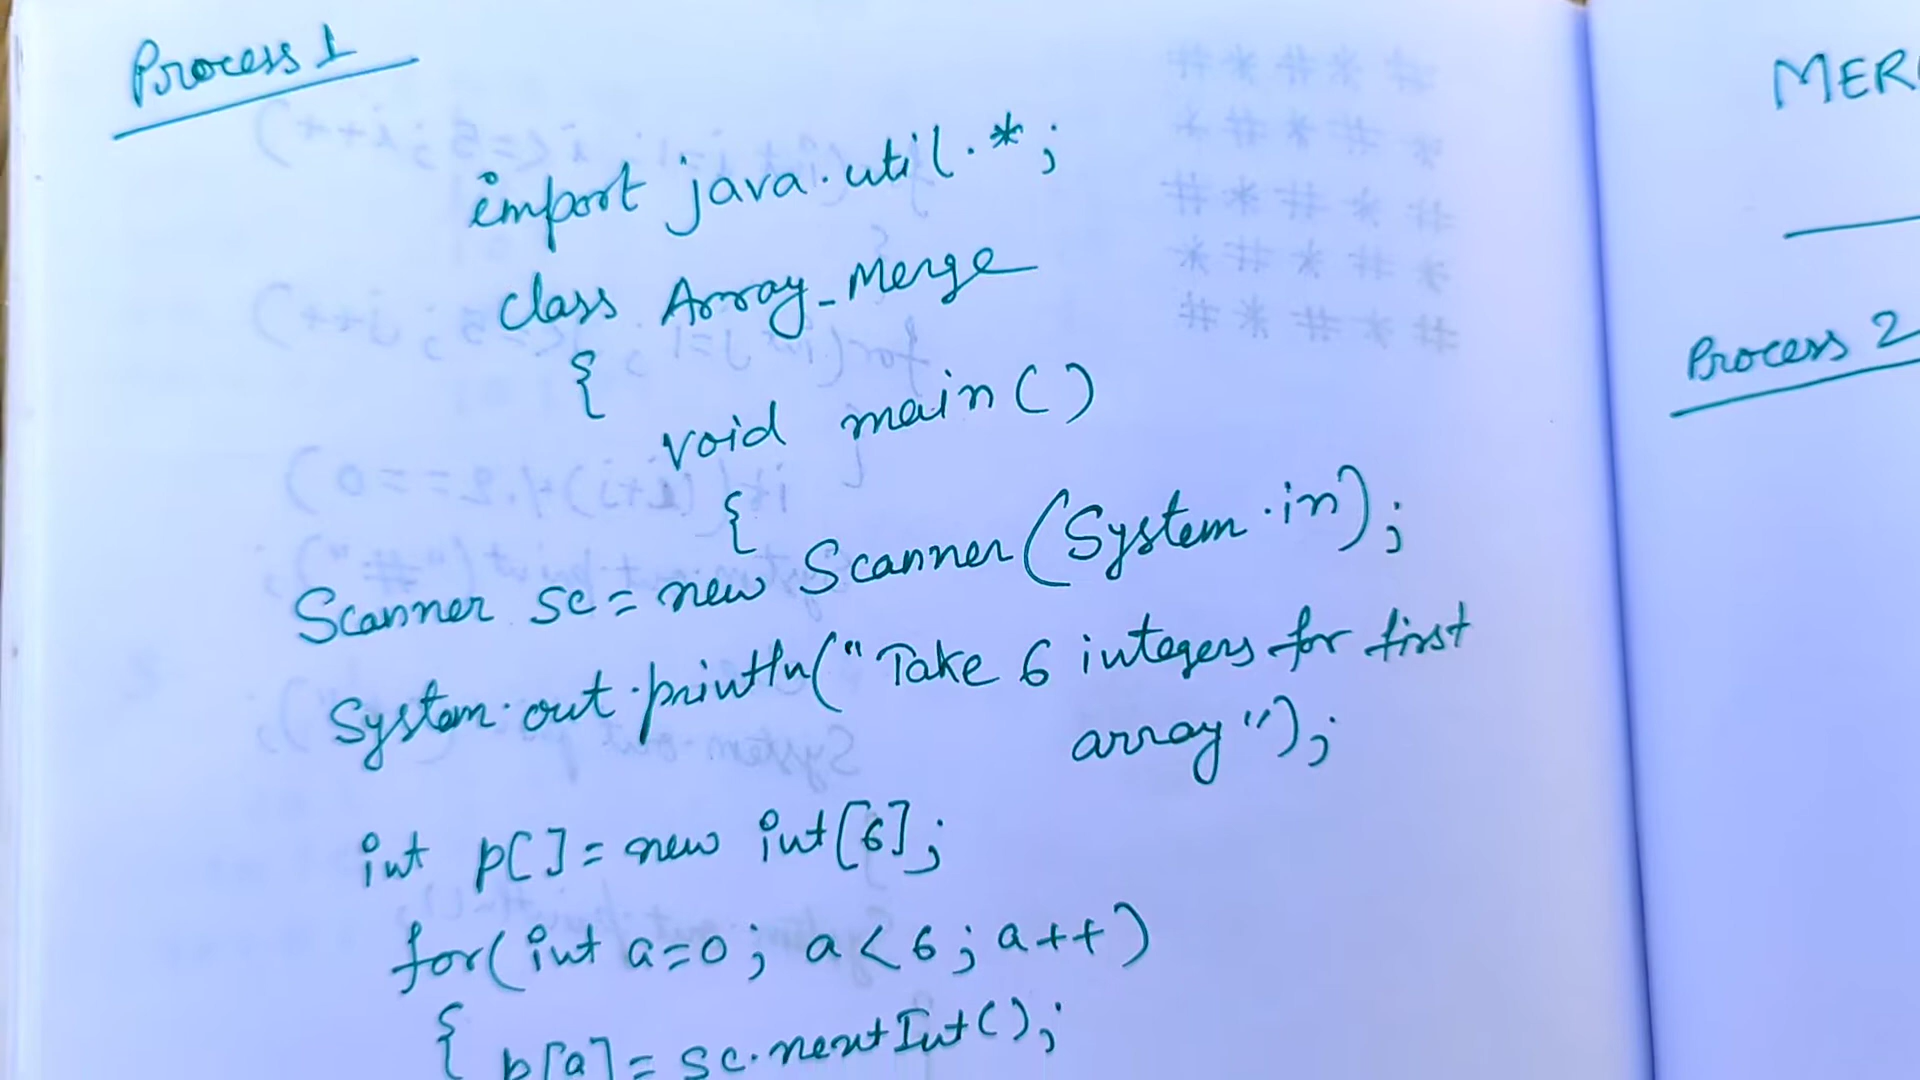 Process 1
import java.util.*;
class Array_Merge
{
void main()
{
Scanner sc = new Scanner(System.in);
System.out.println("Take 6 integers for first
array");
int p[] = new int[6];
for(int a=0; a<6; a++)
{ p[a] = sc.nextInt();
MER
Process 2